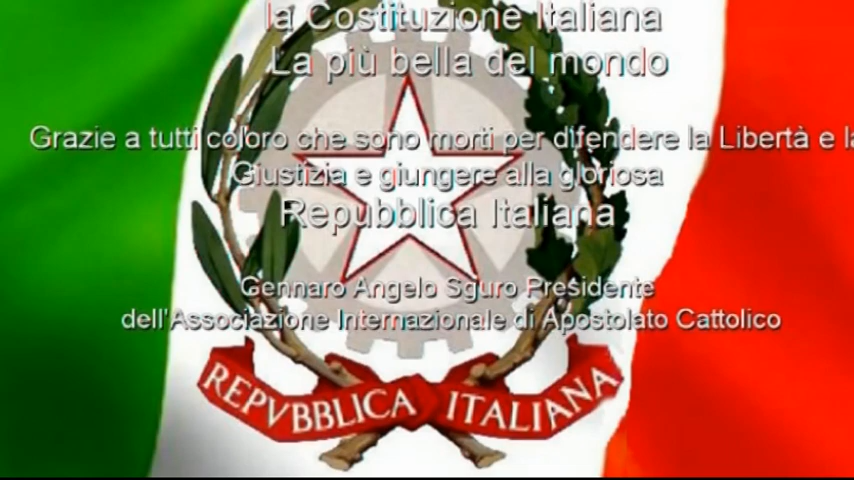 la Costituzione Italiana
La più bella del mondo
Grazie a tutti coloro che sono morti per difendere la Libertà e la
Giustizia e giungere alla gloriosa
Repubblica Italiana
Gennaro Angelo Sguro Presidente
dell'Associazione Internazionale di Apostolato Cattolico
REPVBBLICA ITALIANA